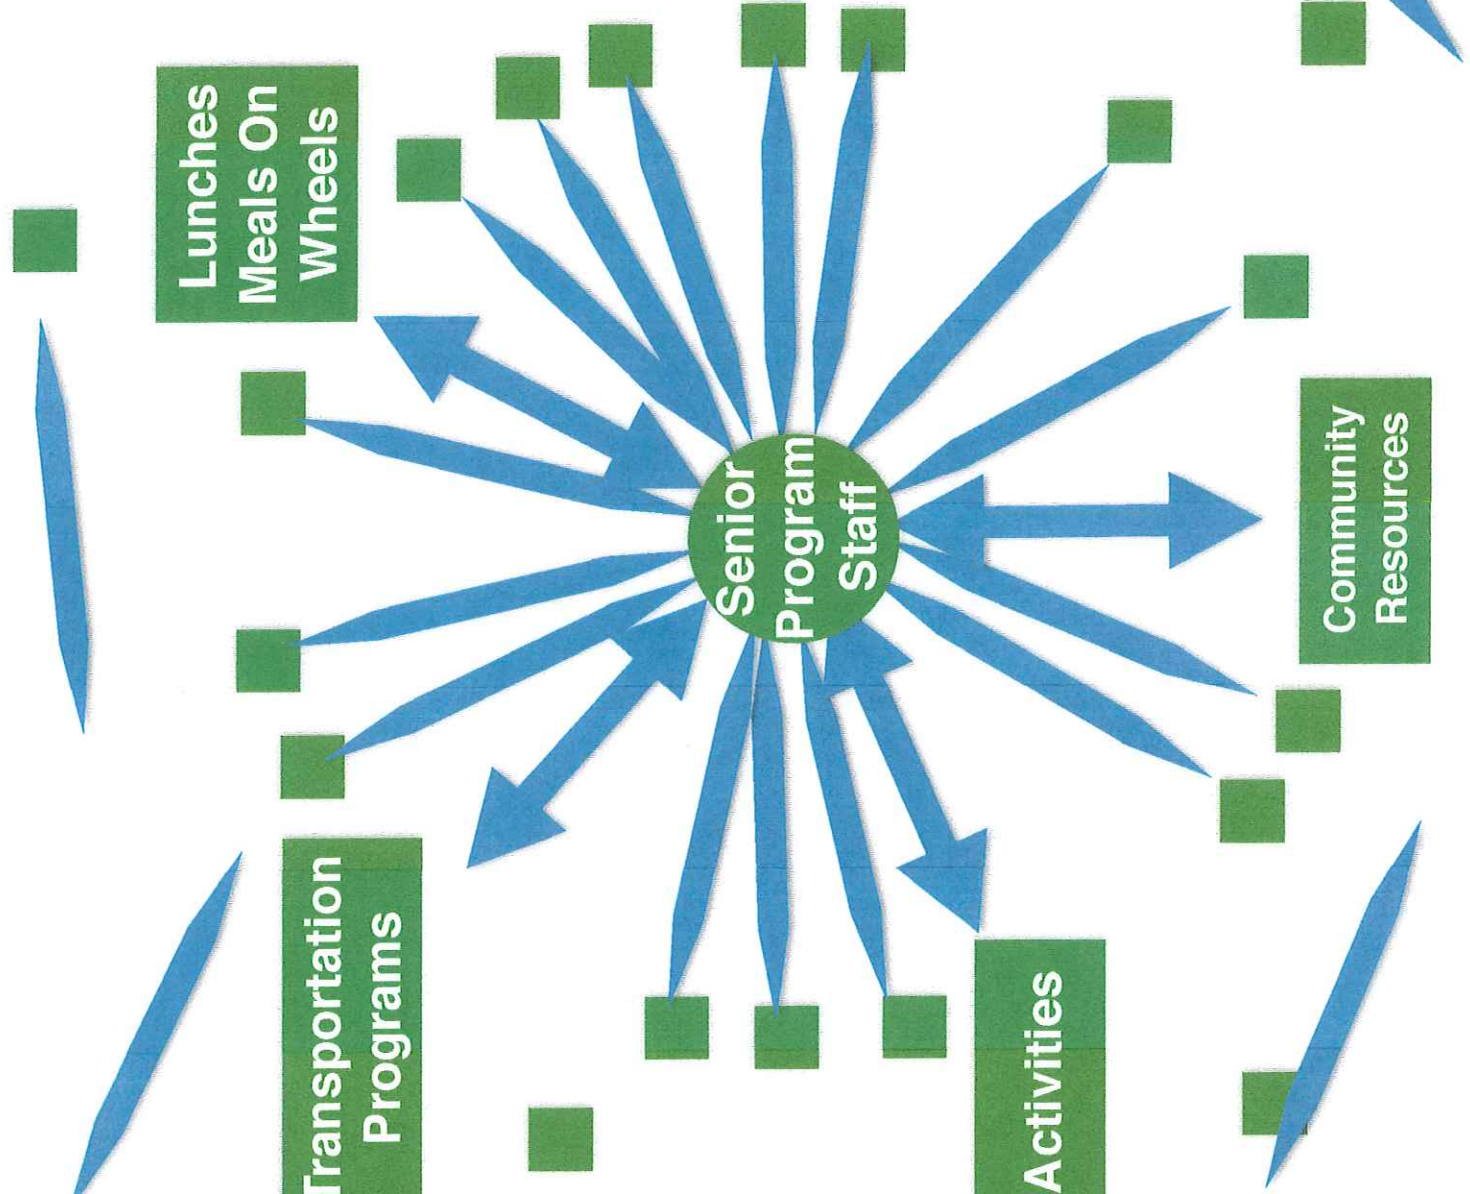 Lunches
Meals On
Wheels
Senior
Program
Staff
Community
Resources
Transportation
Programs
Activities